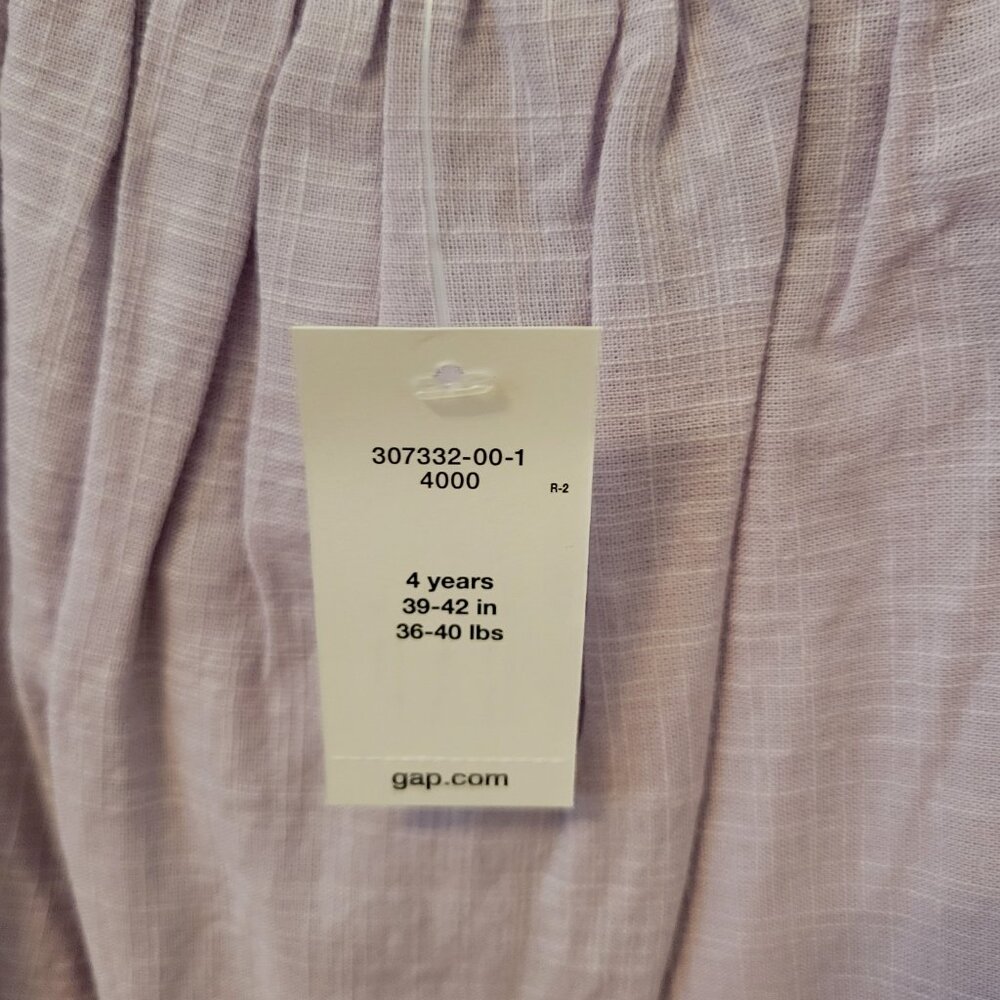 307332-00-1
4000
R-2
4 years
39-42 in
36-40 lbs
gap.com